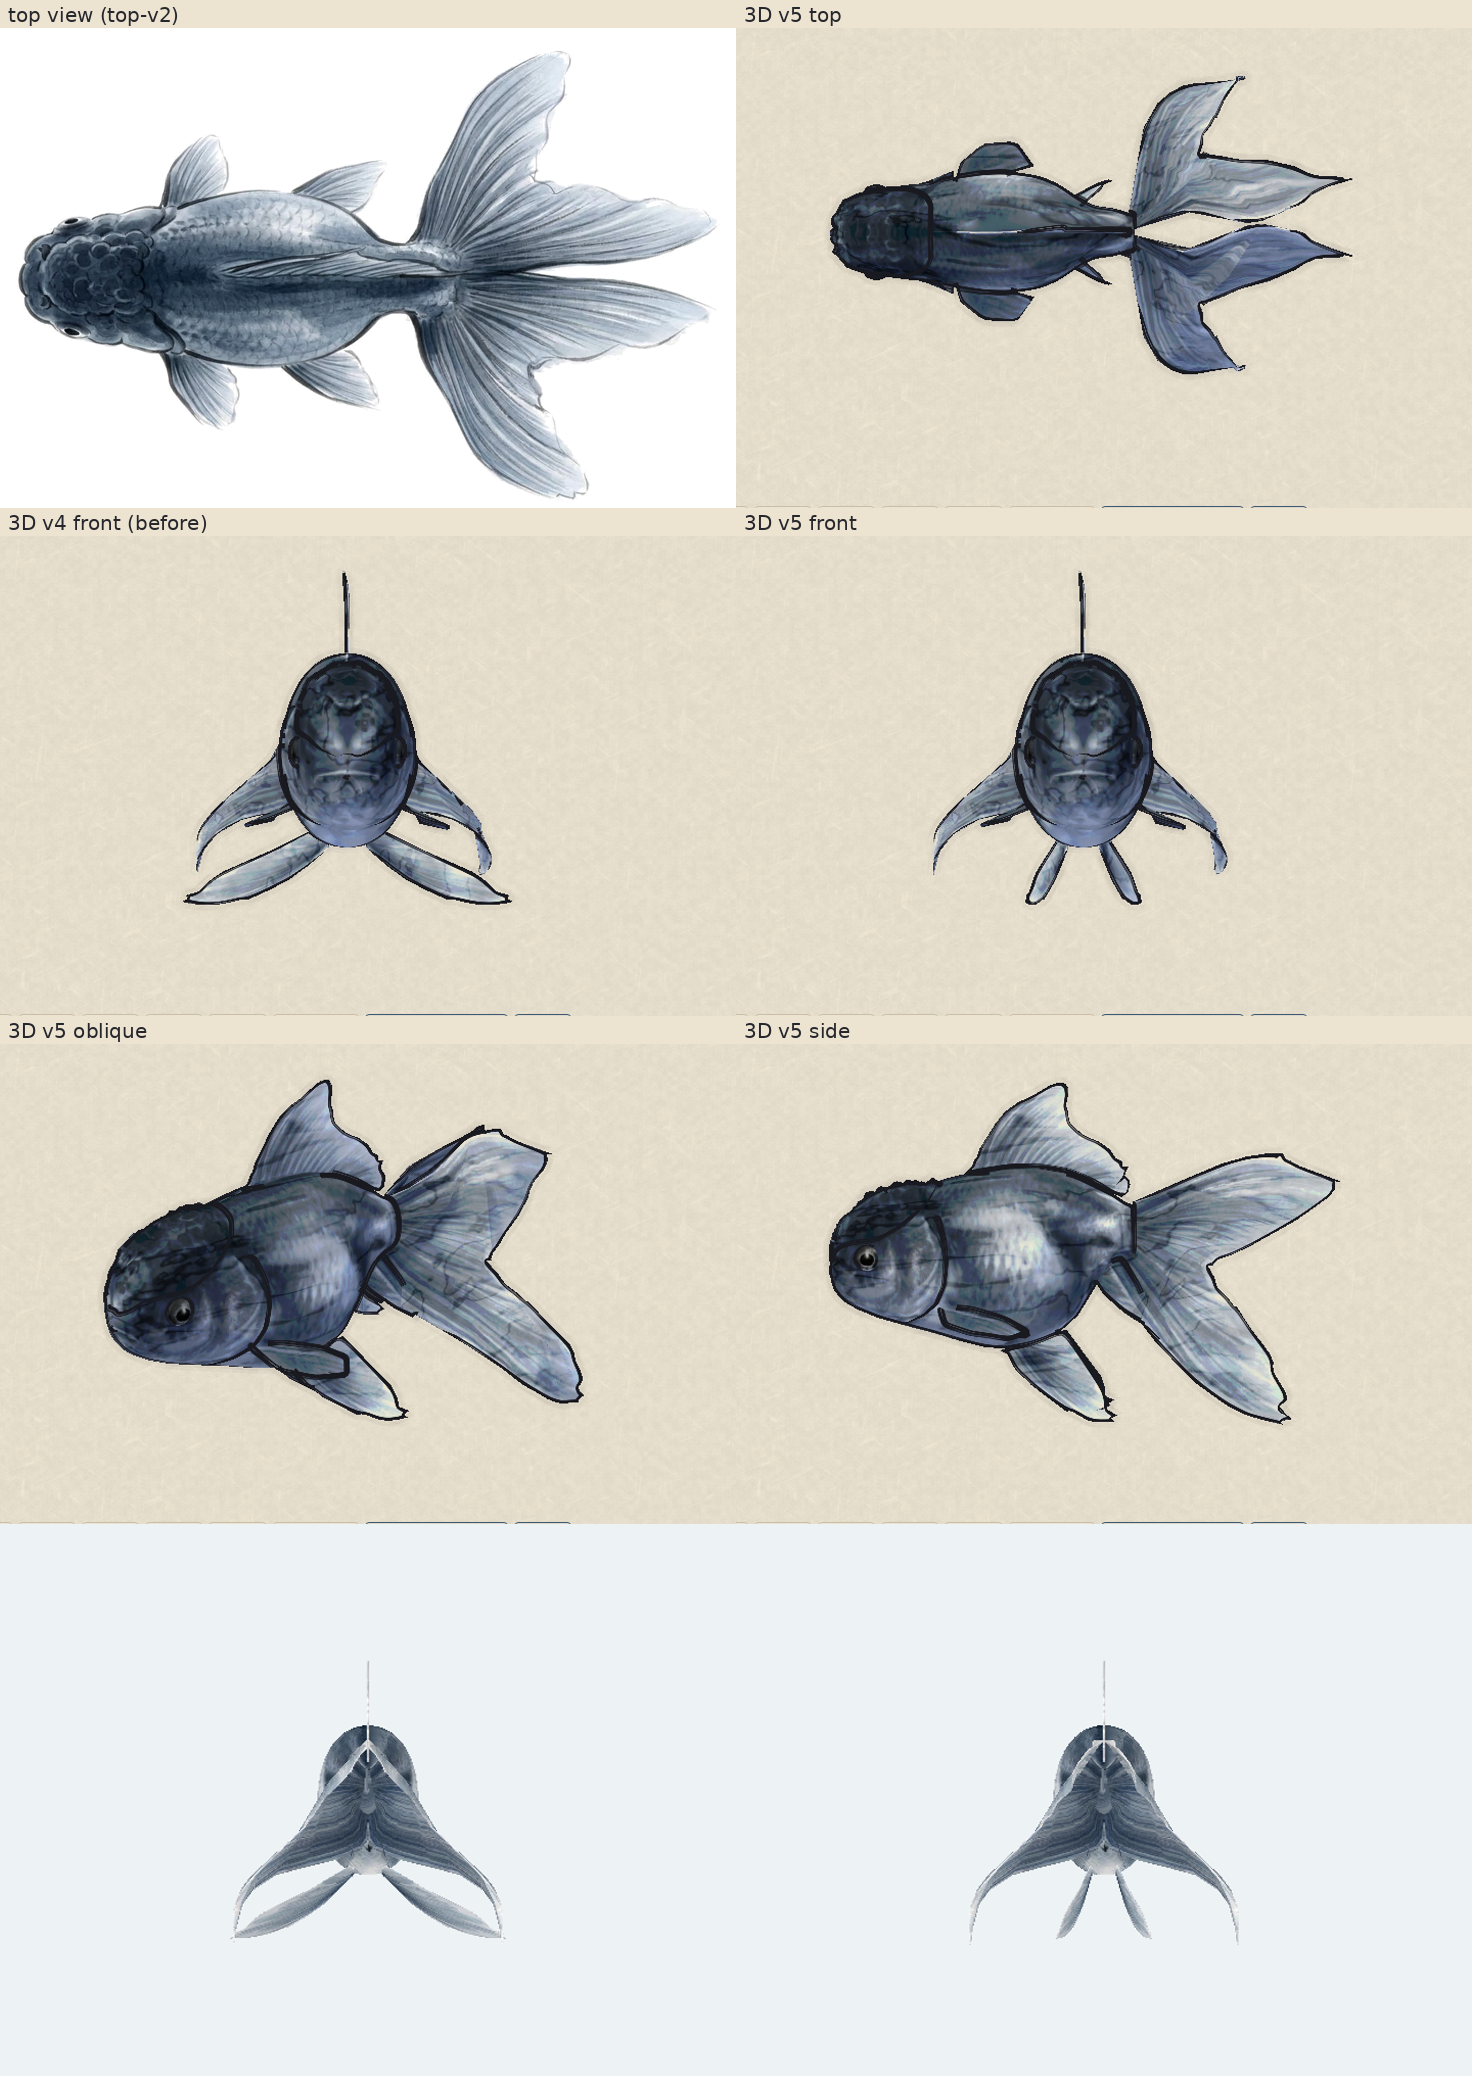 top view (top-v2)
3D v5 top
3D v4 front (before)
3D v5 front
3D v5 oblique
3D v5 side